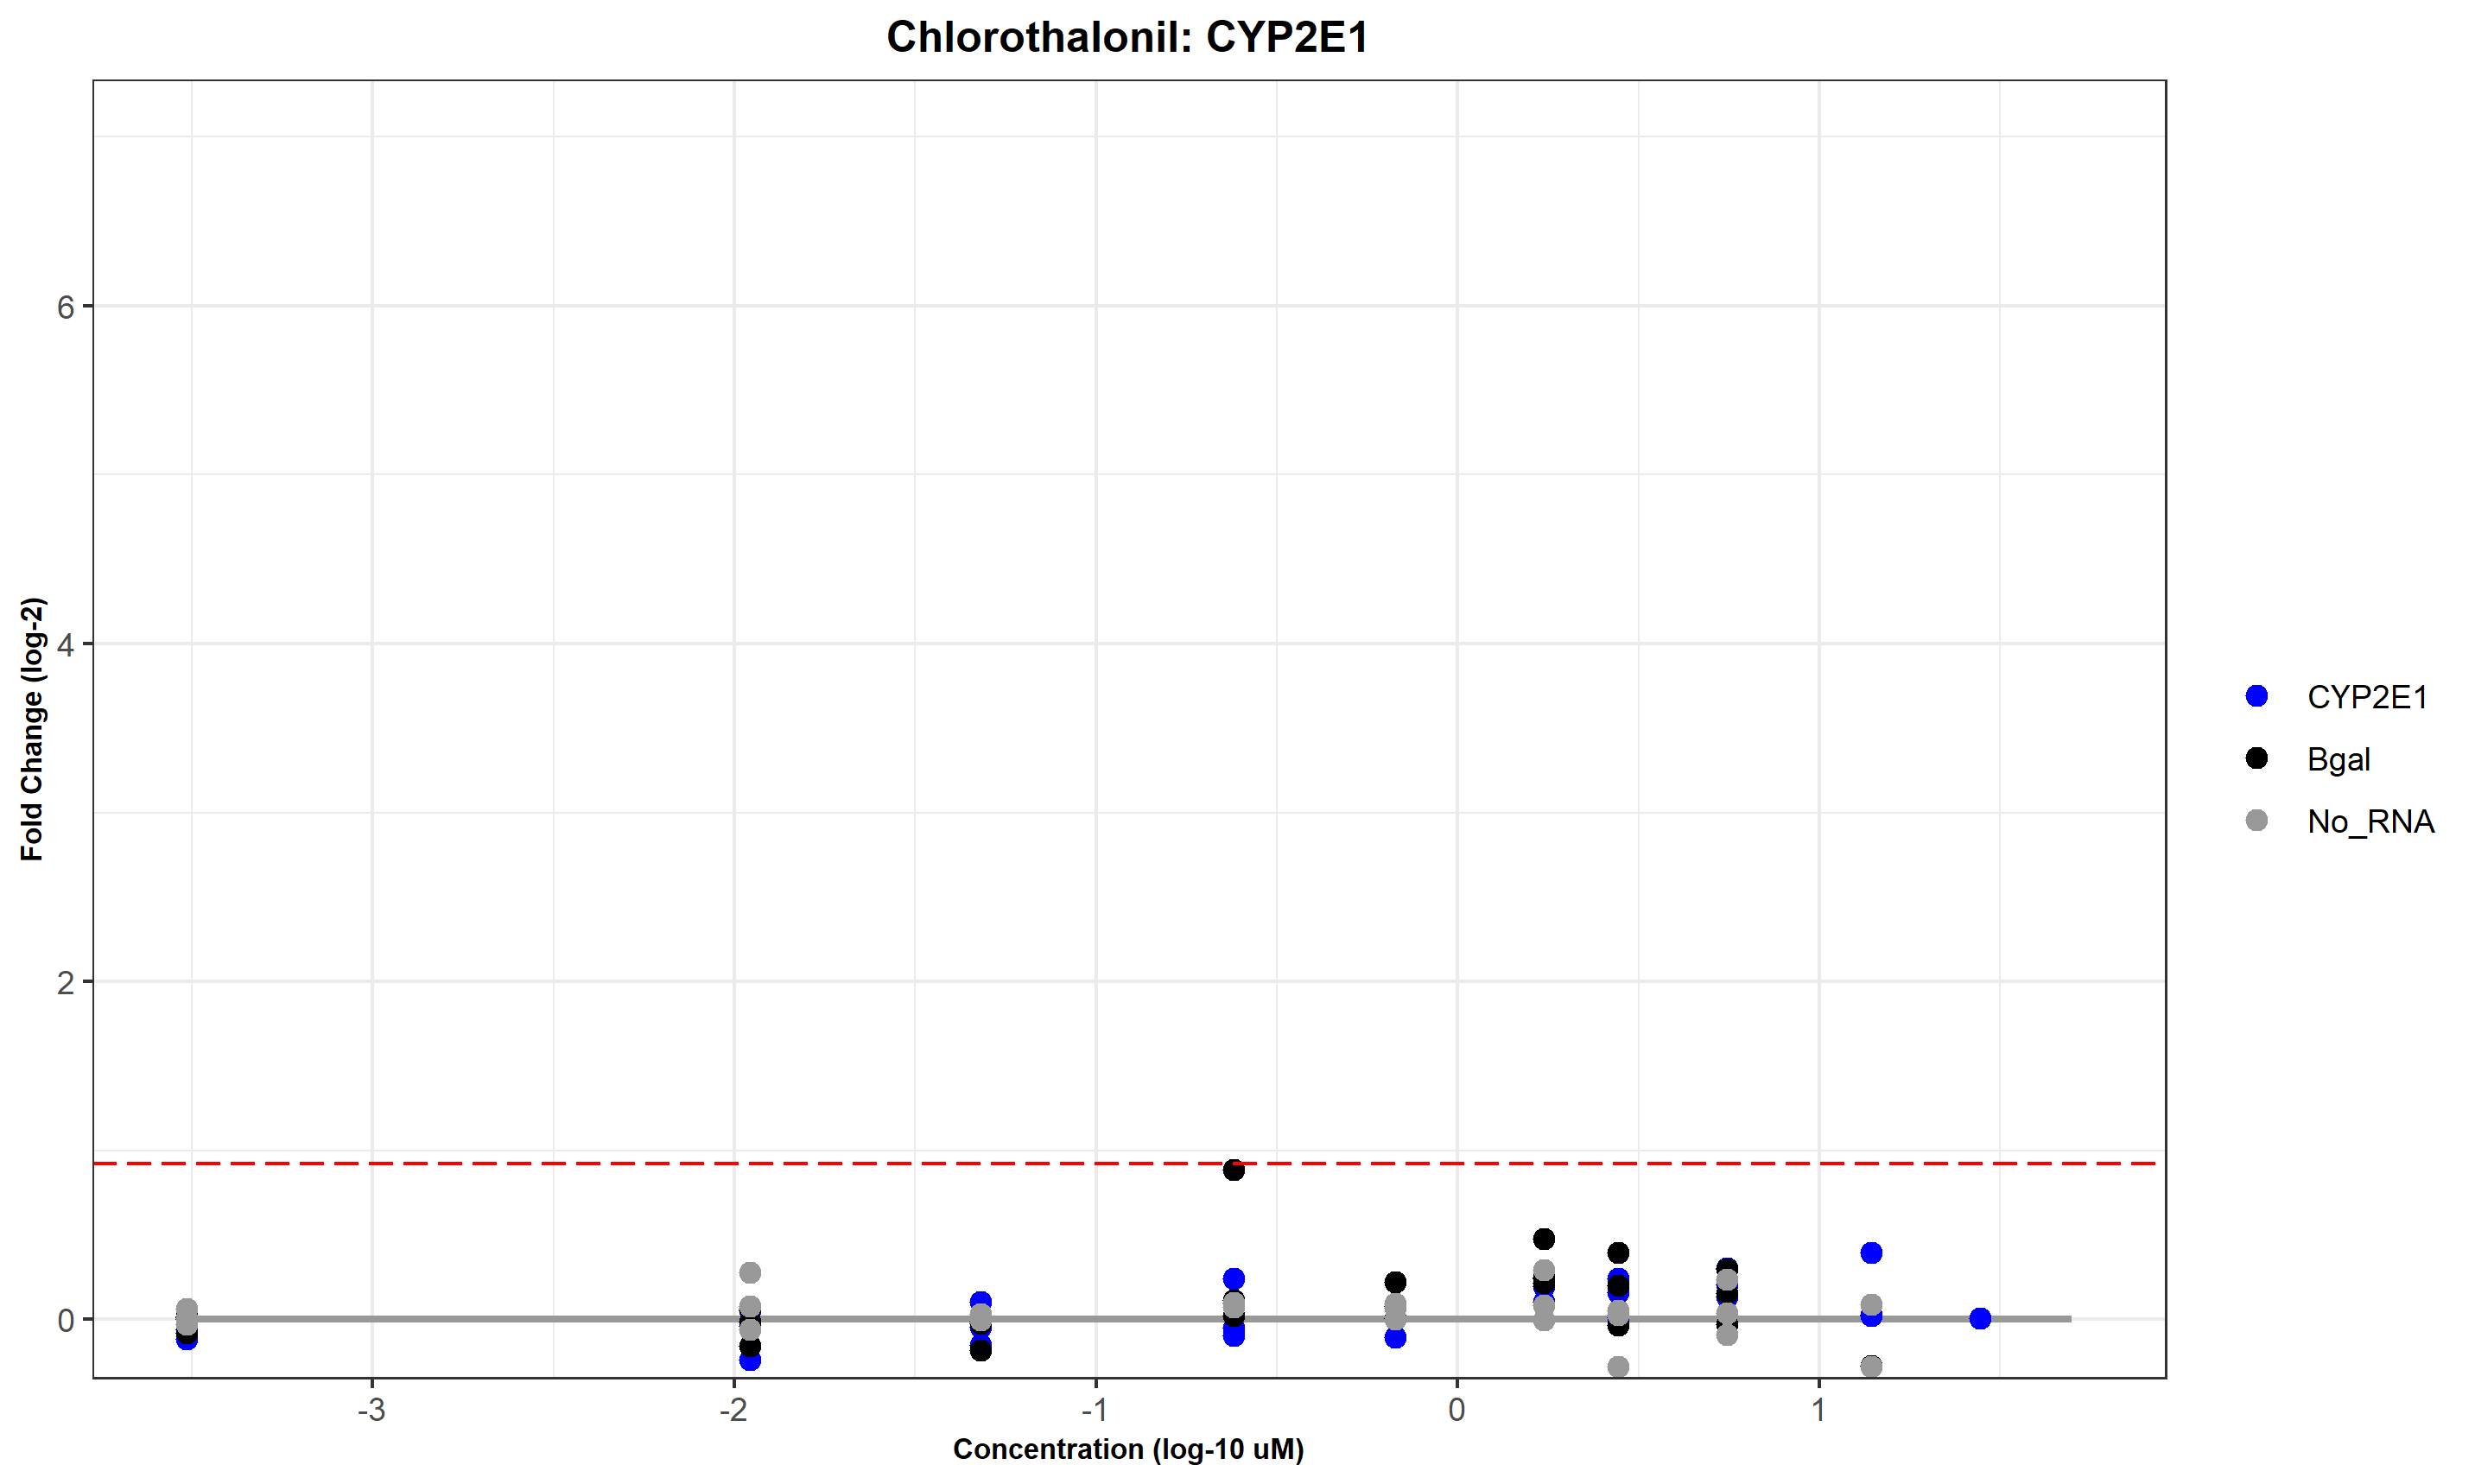 Chlorothalonil: CYP2E1
Fold Change (log-2)
6
4
2
0
-3
-2
-1
0
1
Concentration (log-10 uM)
CYP2E1
Bgal
No_RNA